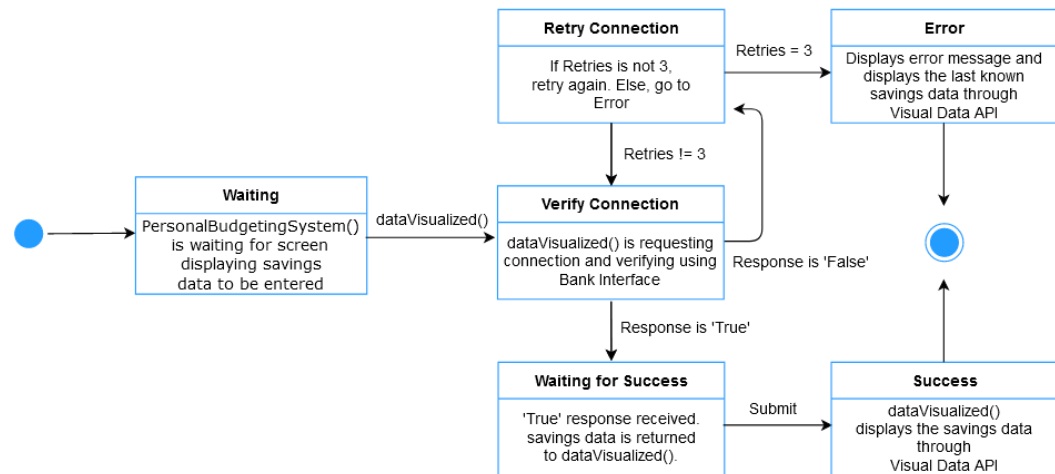 Retry Connection
If Retries is not 3,
retry again. Else, go to
Error
Retries = 3
Error
Displays error message and
displays the last known
savings data through
Visual Data API
Retries != 3
Waiting
PersonalBudgetingSystem()
is waiting for screen
displaying savings
data to be entered
dataVisualized()
Verify Connection
dataVisualized() is requesting
connection and verifying using
Bank Interface
Response is 'False'
Response is 'True'
Waiting for Success
'True' response received.
savings data is returned
to dataVisualized().
Submit
Success
dataVisualized()
displays the savings data
through
Visual Data API